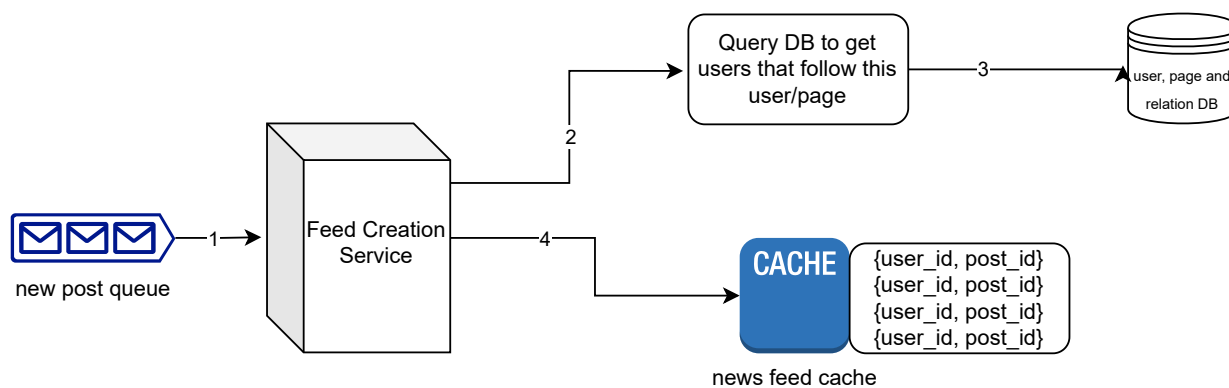 Query DB to get
users that follow this
user/page
3
user, page and
relation DB
2
1
Feed Creation
Service
4
new post queue
CACHE
{user_id, post_id}
{user_id, post_id}
{user_id, post_id}
{user_id, post_id}
news feed cache